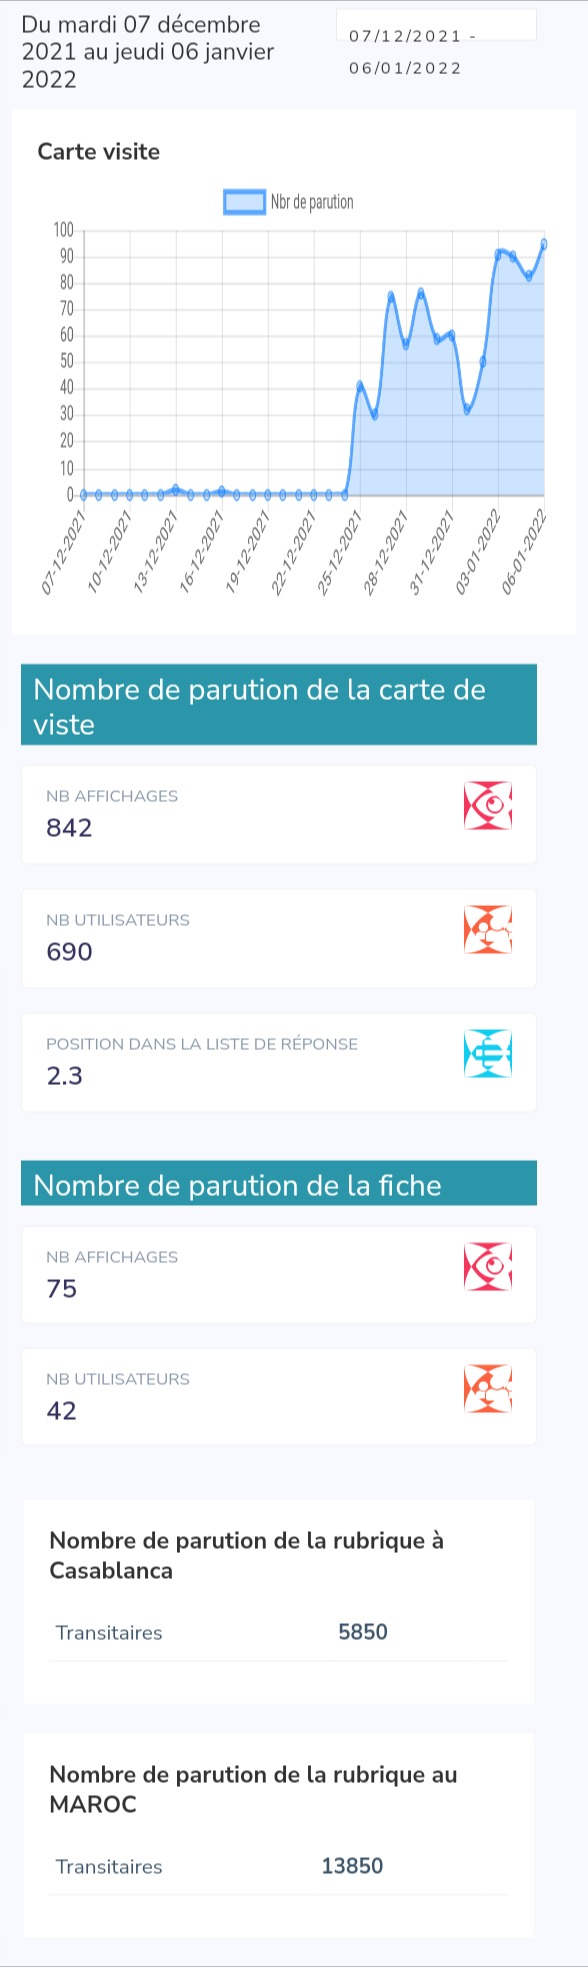 Du mardi 07 décembre
2021 au jeudi 06 janvier
2022
07/12/2021 -
06/01/2022
Carte visite
Nbr de parution
100
90
80
70
60
50
40
30
20
10
0
07-12-2021
10-12-2021
13-12-2021
16-12-2021
19-12-2021
22-12-2021
25-12-2021
28-12-2021
31-12-2021
03-01-2022
06-01-2022
Nombre de parution de la carte de
viste
NB AFFICHAGES
842
NB UTILISATEURS
690
POSITION DANS LA LISTE DE RÉPONSE
2.3
Nombre de parution de la fiche
NB AFFICHAGES
75
NB UTILISATEURS
42
Nombre de parution de la rubrique à
Casablanca
Transitaires 5850
Nombre de parution de la rubrique au
MAROC
Transitaires 13850